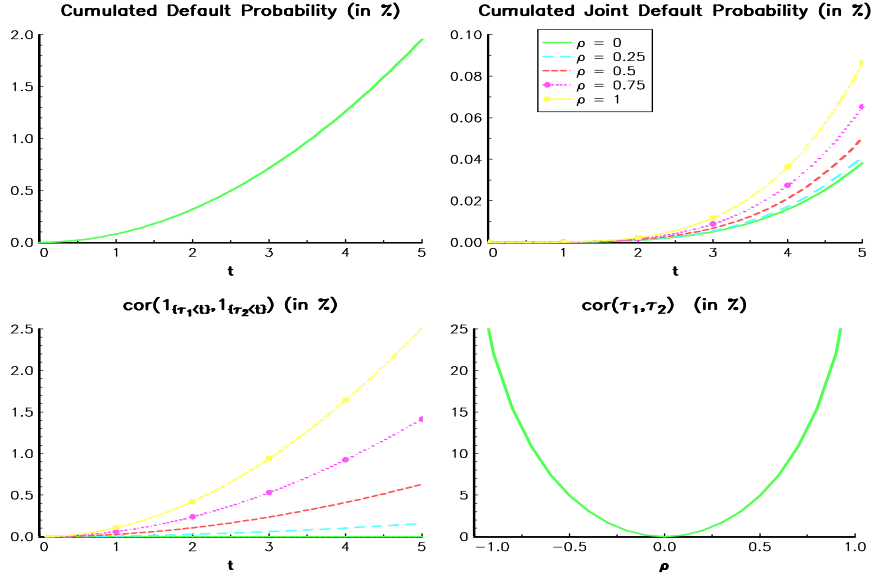 Cumulated Default Probability (in %)
2.0
1.5
1.0
0.5
0.0
0 1 2 3 4 5
t
Cumulated Joint Default Probability (in %)
ρ = 0
ρ = 0.25
ρ = 0.5
ρ = 0.75
ρ = 1
0.10
0.08
0.06
0.04
0.02
0.00
0 1 2 3 4 5
t
cor(1{τ1<t},1{τ2<t}) (in %)
2.5
2.0
1.5
1.0
0.5
0.0
0 1 2 3 4 5
t
cor(τ1,τ2) (in %)
25
20
15
10
5
0
−1.0 −0.5 0.0 0.5 1.0
ρ